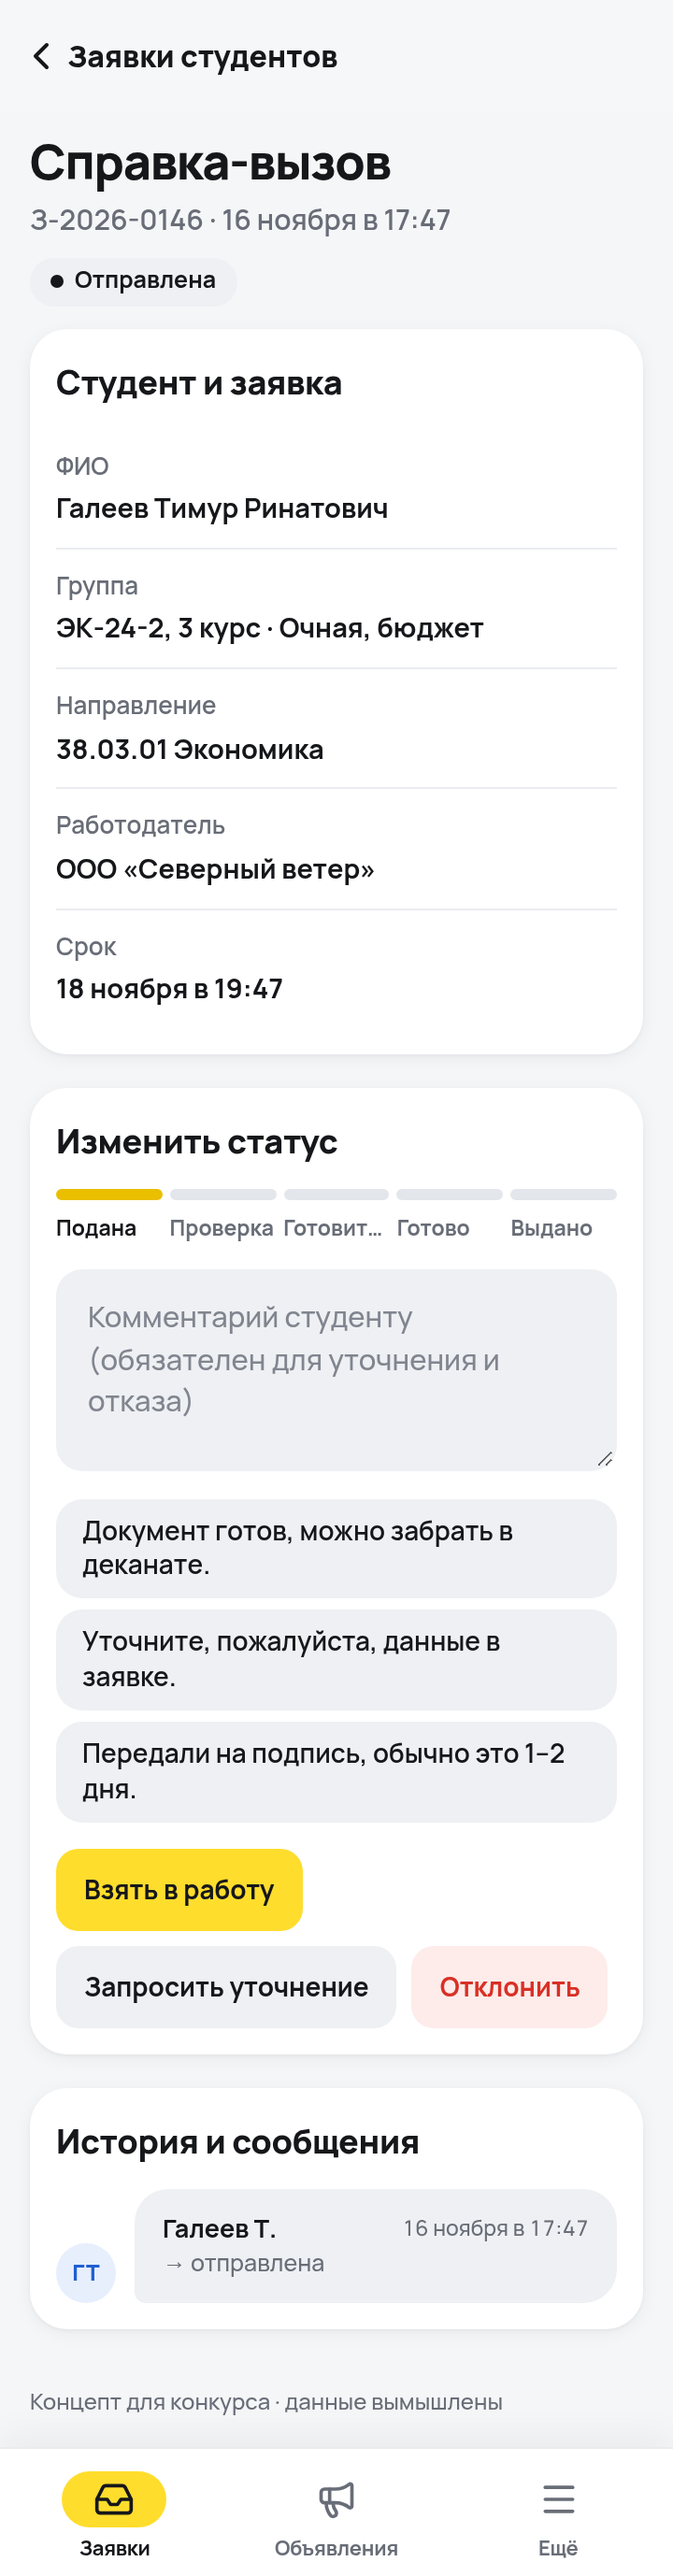 Заявки студентов
Справка-вызов
З-2026-0146 · 16 ноября в 17:47
Отправлена
Студент и заявка
ФИО
Галеев Тимур Ринатович
Группа
ЭК-24-2, 3 курс · Очная, бюджет
Направление
38.03.01 Экономика
Работодатель
ООО «Северный ветер»
Срок
18 ноября в 19:47
Изменить статус
Подана Проверка Готовит... Готово Выдано
Комментарий студенту
(обязателен для уточнения и
отказа)
Документ готов, можно забрать в
деканате.
Уточните, пожалуйста, данные в
заявке.
Передали на подпись, обычно это 1–2
дня.
Взять в работу
Запросить уточнение Отклонить
История и сообщения
Галеев Т. 16 ноября в 17:47
→ отправлена
ГТ
Концепт для конкурса · данные вымышлены
Заявки Объявления Ещё